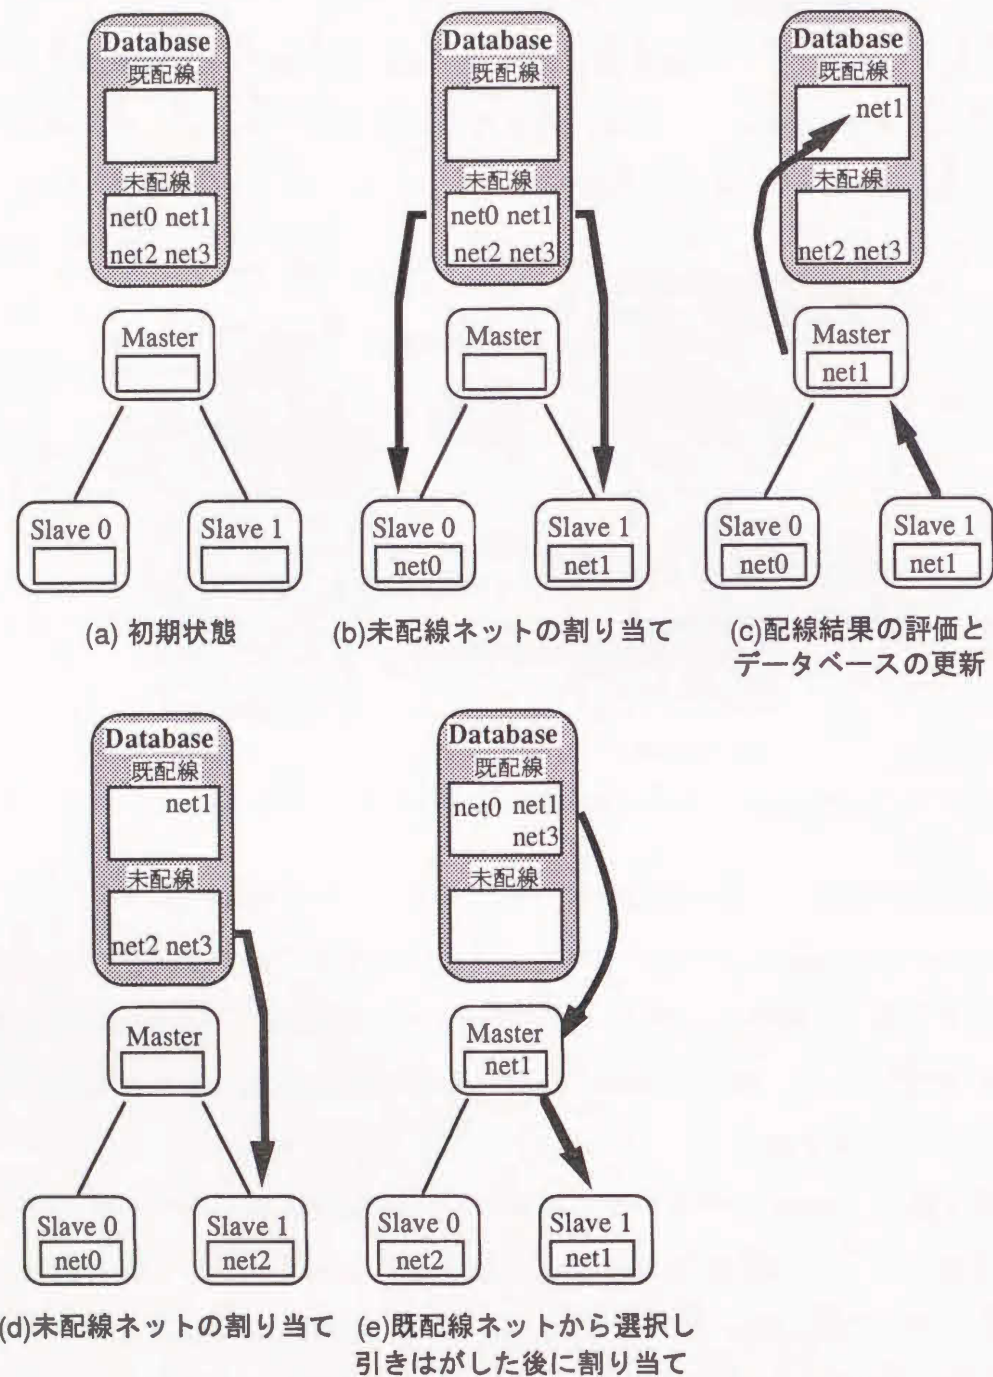 Database
既配線
未配線
net0 net1
net2 net3
Master
Slave 0
Slave 1
(a) 初期状態
Database
既配線
未配線
net0 net1
net2 net3
Master
Slave 0
net0
Slave 1
net1
(b)未配線ネットの割り当て
Database
既配線
net1
未配線
net2 net3
Master
net1
Slave 0
net0
Slave 1
net1
(c)配線結果の評価と
データベースの更新
Database
既配線
net1
未配線
net2 net3
Master
Slave 0
net0
Slave 1
net2
(d)未配線ネットの割り当て
Database
既配線
net0 net1
net3
未配線
Master
net1
Slave 0
net2
Slave 1
net1
(e)既配線ネットから選択し
引きはがした後に割り当て